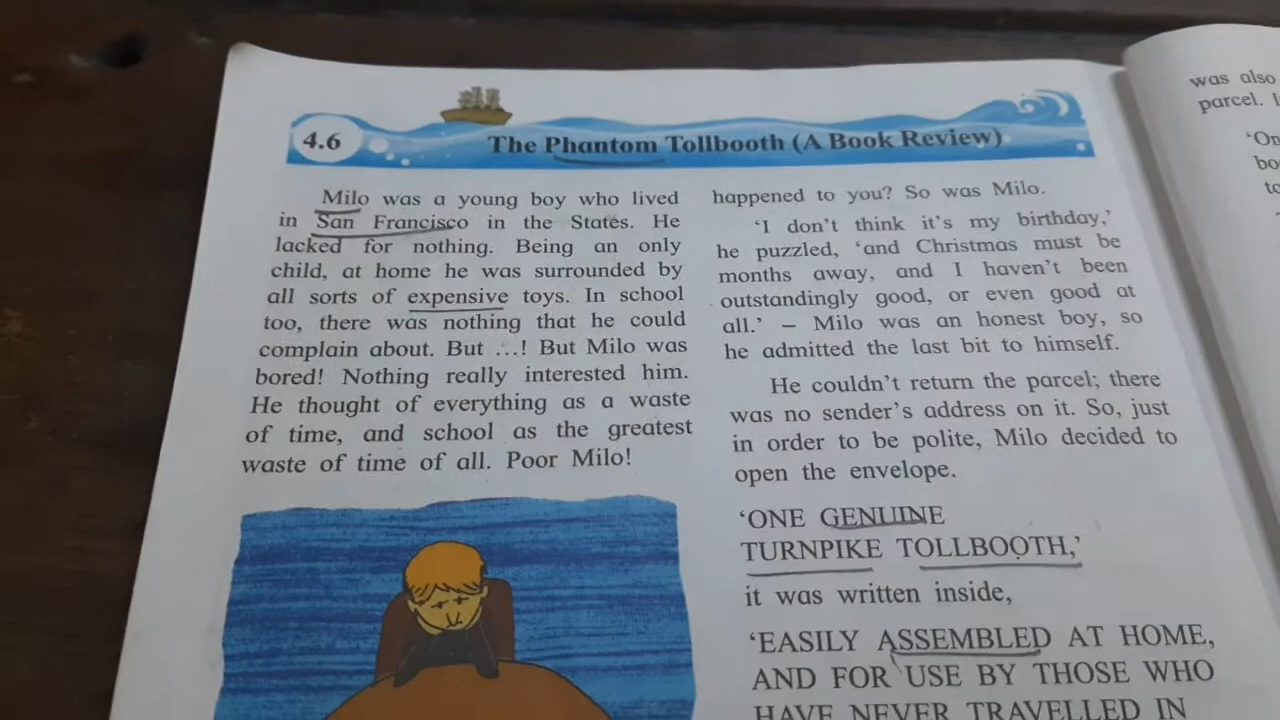 4.6
The Phantom Tollbooth (A Book Review)
Milo was a young boy who lived
in San Francisco in the States. He
lacked for nothing. Being an only
child, at home he was surrounded by
all sorts of expensive toys. In school
too, there was nothing that he could
complain about. But ...! But Milo was
bored! Nothing really interested him.
He thought of everything as a waste
of time, and school as the greatest
waste of time of all. Poor Milo!
happened to you? So was Milo.
‘I don’t think it’s my birthday,’
he puzzled, ‘and Christmas must be
months away, and I haven’t been
outstandingly good, or even good at
all.’ – Milo was an honest boy, so
he admitted the last bit to himself.
He couldn’t return the parcel; there
was no sender’s address on it. So, just
in order to be polite, Milo decided to
open the envelope.
‘ONE GENUINE
TURNPIKE TOLLBOOTH,’
it was written inside,
‘EASILY ASSEMBLED AT HOME,
AND FOR USE BY THOSE WHO
HAVE NEVER TRAVELLED IN
was also
parcel.